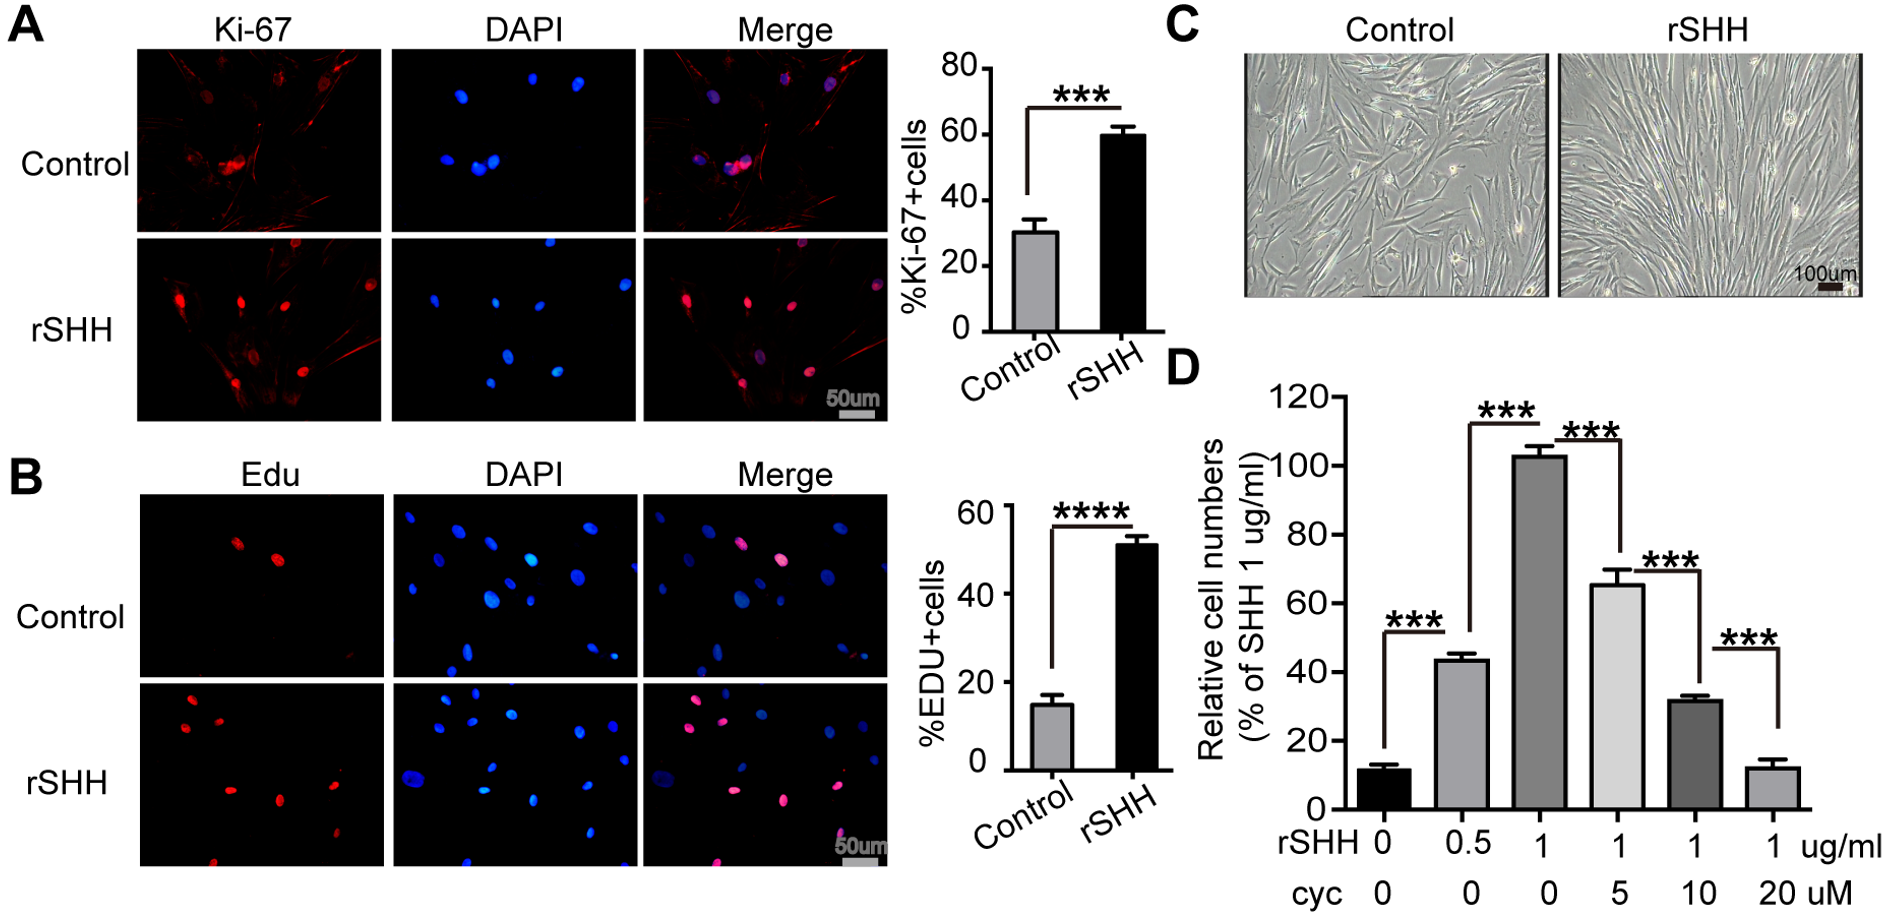 A
Ki-67 DAPI Merge
Control
rSHH
50um
%Ki-67+cells
80
60
40
20
0
***
Control rSHH
B
Edu DAPI Merge
Control
rSHH
50um
%EDU+cells
60
40
20
0
****
Control rSHH
C
Control rSHH
100um
D
Relative cell numbers
(% of SHH 1 ug/ml)
120
100
80
60
40
20
0
*** *** *** *** ***
rSHH 0 0.5 1 1 1 1 ug/ml
cyc 0 0 0 5 10 20 uM